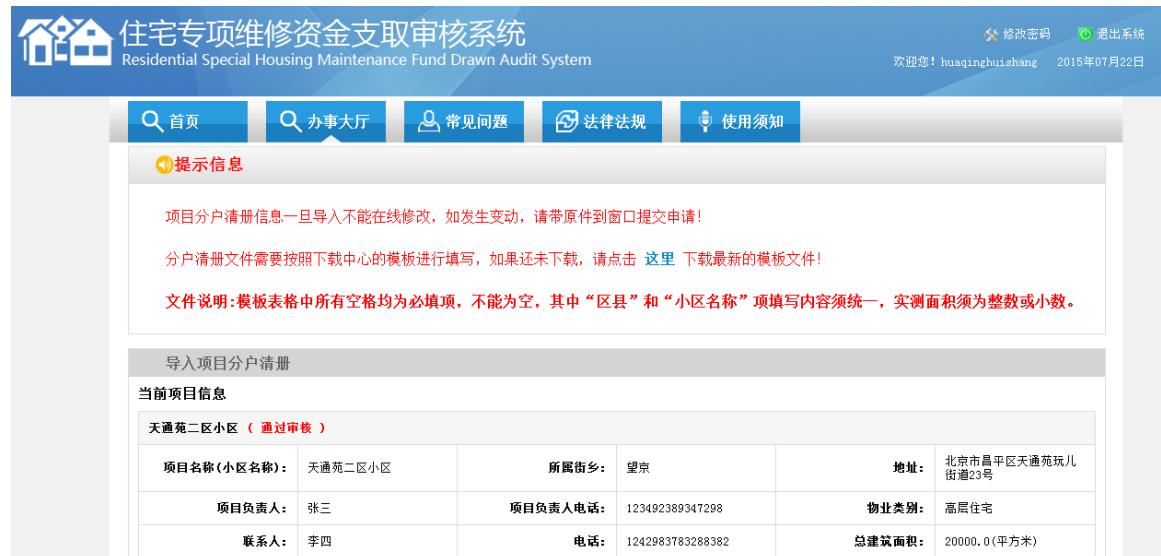 住宅专项维修资金支取审核系统
Residential Special Housing Maintenance Fund Drawn Audit System
修改密码 退出系统
欢迎您！huaqinghuishang 2015年07月22日
首页 办事大厅 常见问题 法律法规 使用须知
提示信息
项目分户清册信息一旦导入不能在线修改，如发生变动，请带原件到窗口提交申请！
分户清册文件需要按照下载中心的模板进行填写，如果还未下载，请点击 这里 下载最新的模板文件！
文件说明:模板表格中所有空格均为必填项，不能为空，其中“区县”和“小区名称”项填写内容须统一，实测面积须为整数或小数。
导入项目分户清册
当前项目信息
天通苑二区小区 ( 通过审核 )
项目名称(小区名称): 天通苑二区小区 所属街乡: 望京 地址: 北京市昌平区天通苑玩儿
街道23号
项目负责人: 张三 项目负责人电话: 123492389347298 物业类别: 高层住宅
联系人: 李四 电话: 1242983783288382 总建筑面积: 20000.0(平方米)